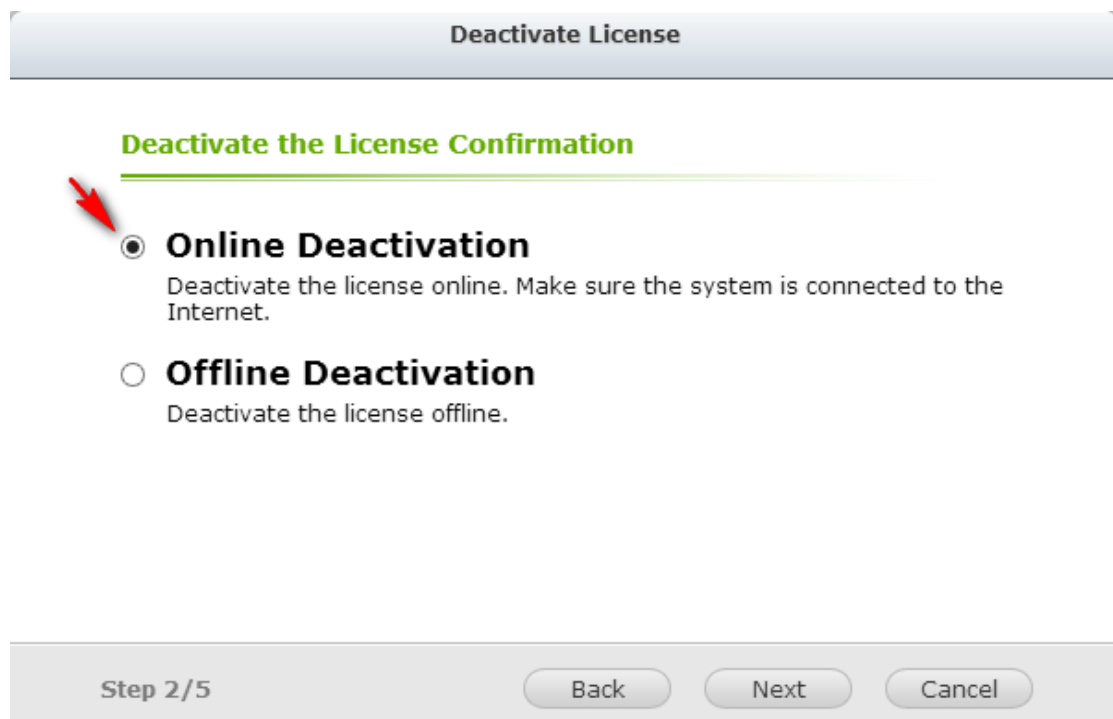 Deactivate License
Deactivate the License Confirmation
Online Deactivation
Deactivate the license online. Make sure the system is connected to the
Internet.
Offline Deactivation
Deactivate the license offline.
Step 2/5
Back
Next
Cancel